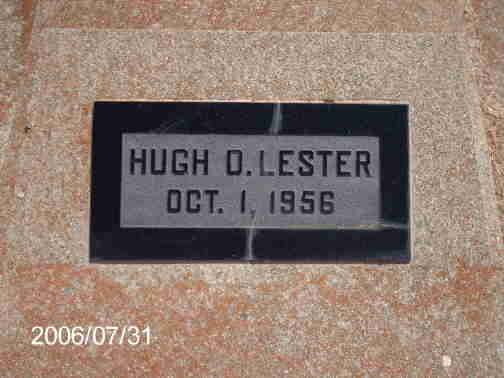 HUGH O. LESTER
OCT. 1, 1956
2006/07/31